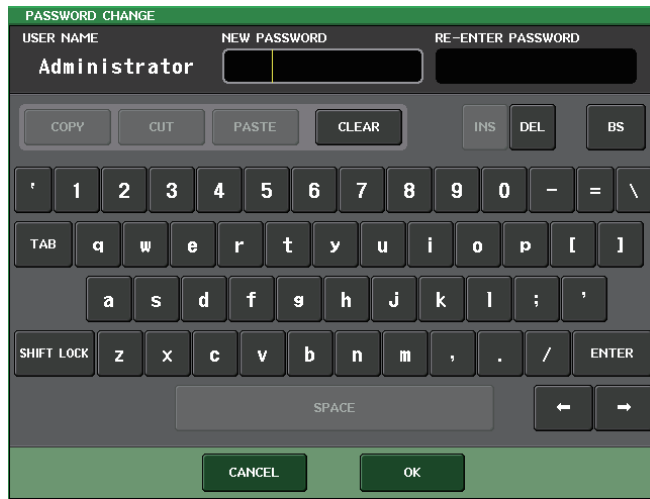 PASSWORD CHANGE
USER NAME NEW PASSWORD RE-ENTER PASSWORD
Administrator
COPY CUT PASTE CLEAR INS DEL BS
' 1 2 3 4 5 6 7 8 9 0 - = \
TAB q w e r t y u i o p [ ]
a s d f g h j k l ; '
SHIFT LOCK z x c v b n m , . / ENTER
SPACE ← →
CANCEL OK